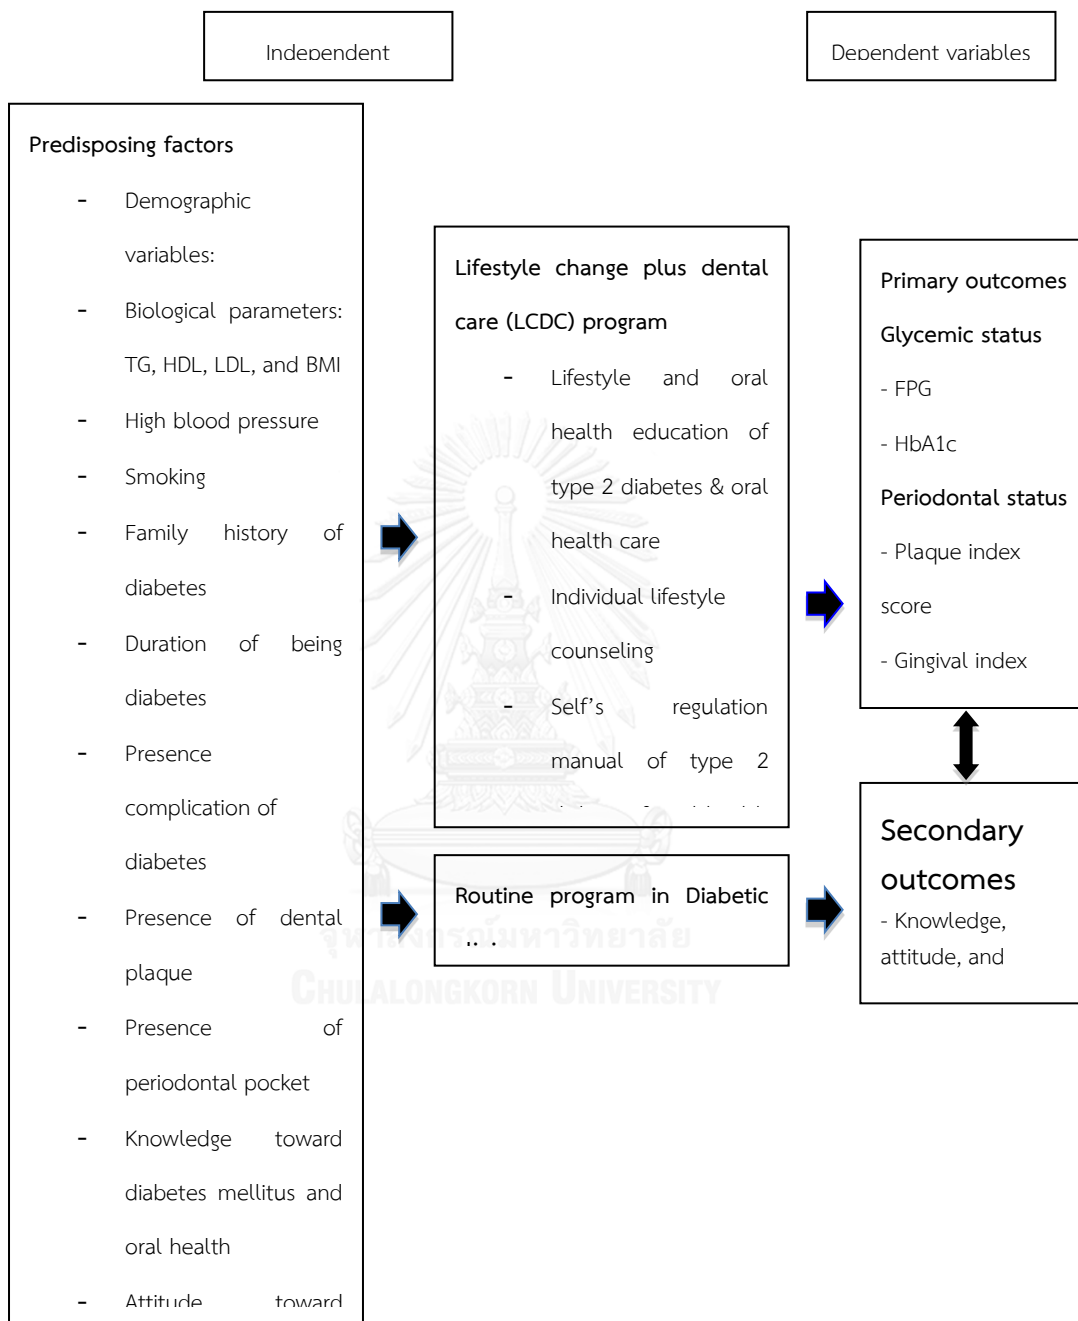 Independent
Dependent variables
Predisposing factors
- Demographic
variables:
- Biological parameters:
TG, HDL, LDL, and BMI
- High blood pressure
- Smoking
- Family history of
diabetes
- Duration of being
diabetes
- Presence
complication of
diabetes
- Presence of dental
plaque
- Presence of
periodontal pocket
- Knowledge toward
diabetes mellitus and
oral health
- Attitude toward
Lifestyle change plus dental
care (LCDC) program
- Lifestyle and oral
health education of
type 2 diabetes & oral
health care
- Individual lifestyle
counseling
- Self's regulation
manual of type 2
Routine program in Diabetic
Primary outcomes
Glycemic status
- FPG
- HbA1c
Periodontal status
- Plaque index
score
- Gingival index
Secondary
outcomes
- Knowledge,
attitude, and
จุฬาลงกรณ์มหาวิทยาลัย
CHULALONGKORN UNIVERSITY